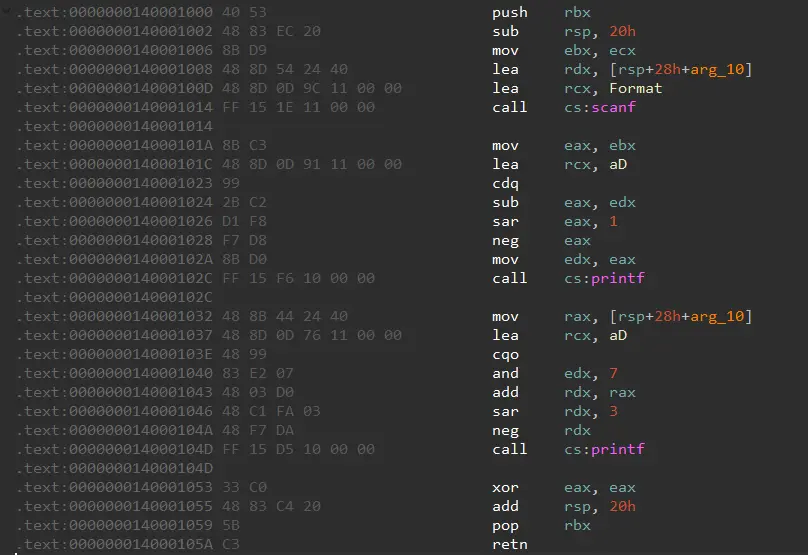 .text:0000000140001000 40 53 push rbx
.text:0000000140001002 48 83 EC 20 sub rsp, 20h
.text:0000000140001006 8B D9 mov ebx, ecx
.text:0000000140001008 48 8D 54 24 40 lea rdx, [rsp+28h+arg_10]
.text:000000014000100D 48 8D 0D 9C 11 00 00 lea rcx, Format
.text:0000000140001014 FF 15 1E 11 00 00 call cs:scanf
.text:0000000140001014
.text:000000014000101A 8B C3 mov eax, ebx
.text:000000014000101C 48 8D 0D 91 11 00 00 lea rcx, aD
.text:0000000140001023 99 cdq
.text:0000000140001024 2B C2 sub eax, edx
.text:0000000140001026 D1 F8 sar eax, 1
.text:0000000140001028 F7 D8 neg eax
.text:000000014000102A 8B D0 mov edx, eax
.text:000000014000102C FF 15 F6 10 00 00 call cs:printf
.text:000000014000102C
.text:0000000140001032 48 8B 44 24 40 mov rax, [rsp+28h+arg_10]
.text:0000000140001037 48 8D 0D 76 11 00 00 lea rcx, aD
.text:000000014000103E 48 99 cqo
.text:0000000140001040 83 E2 07 and edx, 7
.text:0000000140001043 48 03 D0 add rdx, rax
.text:0000000140001046 48 C1 FA 03 sar rdx, 3
.text:000000014000104A 48 F7 DA neg rdx
.text:000000014000104D FF 15 D5 10 00 00 call cs:printf
.text:000000014000104D
.text:0000000140001053 33 C0 xor eax, eax
.text:0000000140001055 48 83 C4 20 add rsp, 20h
.text:0000000140001059 5B pop rbx
.text:000000014000105A C3 retn